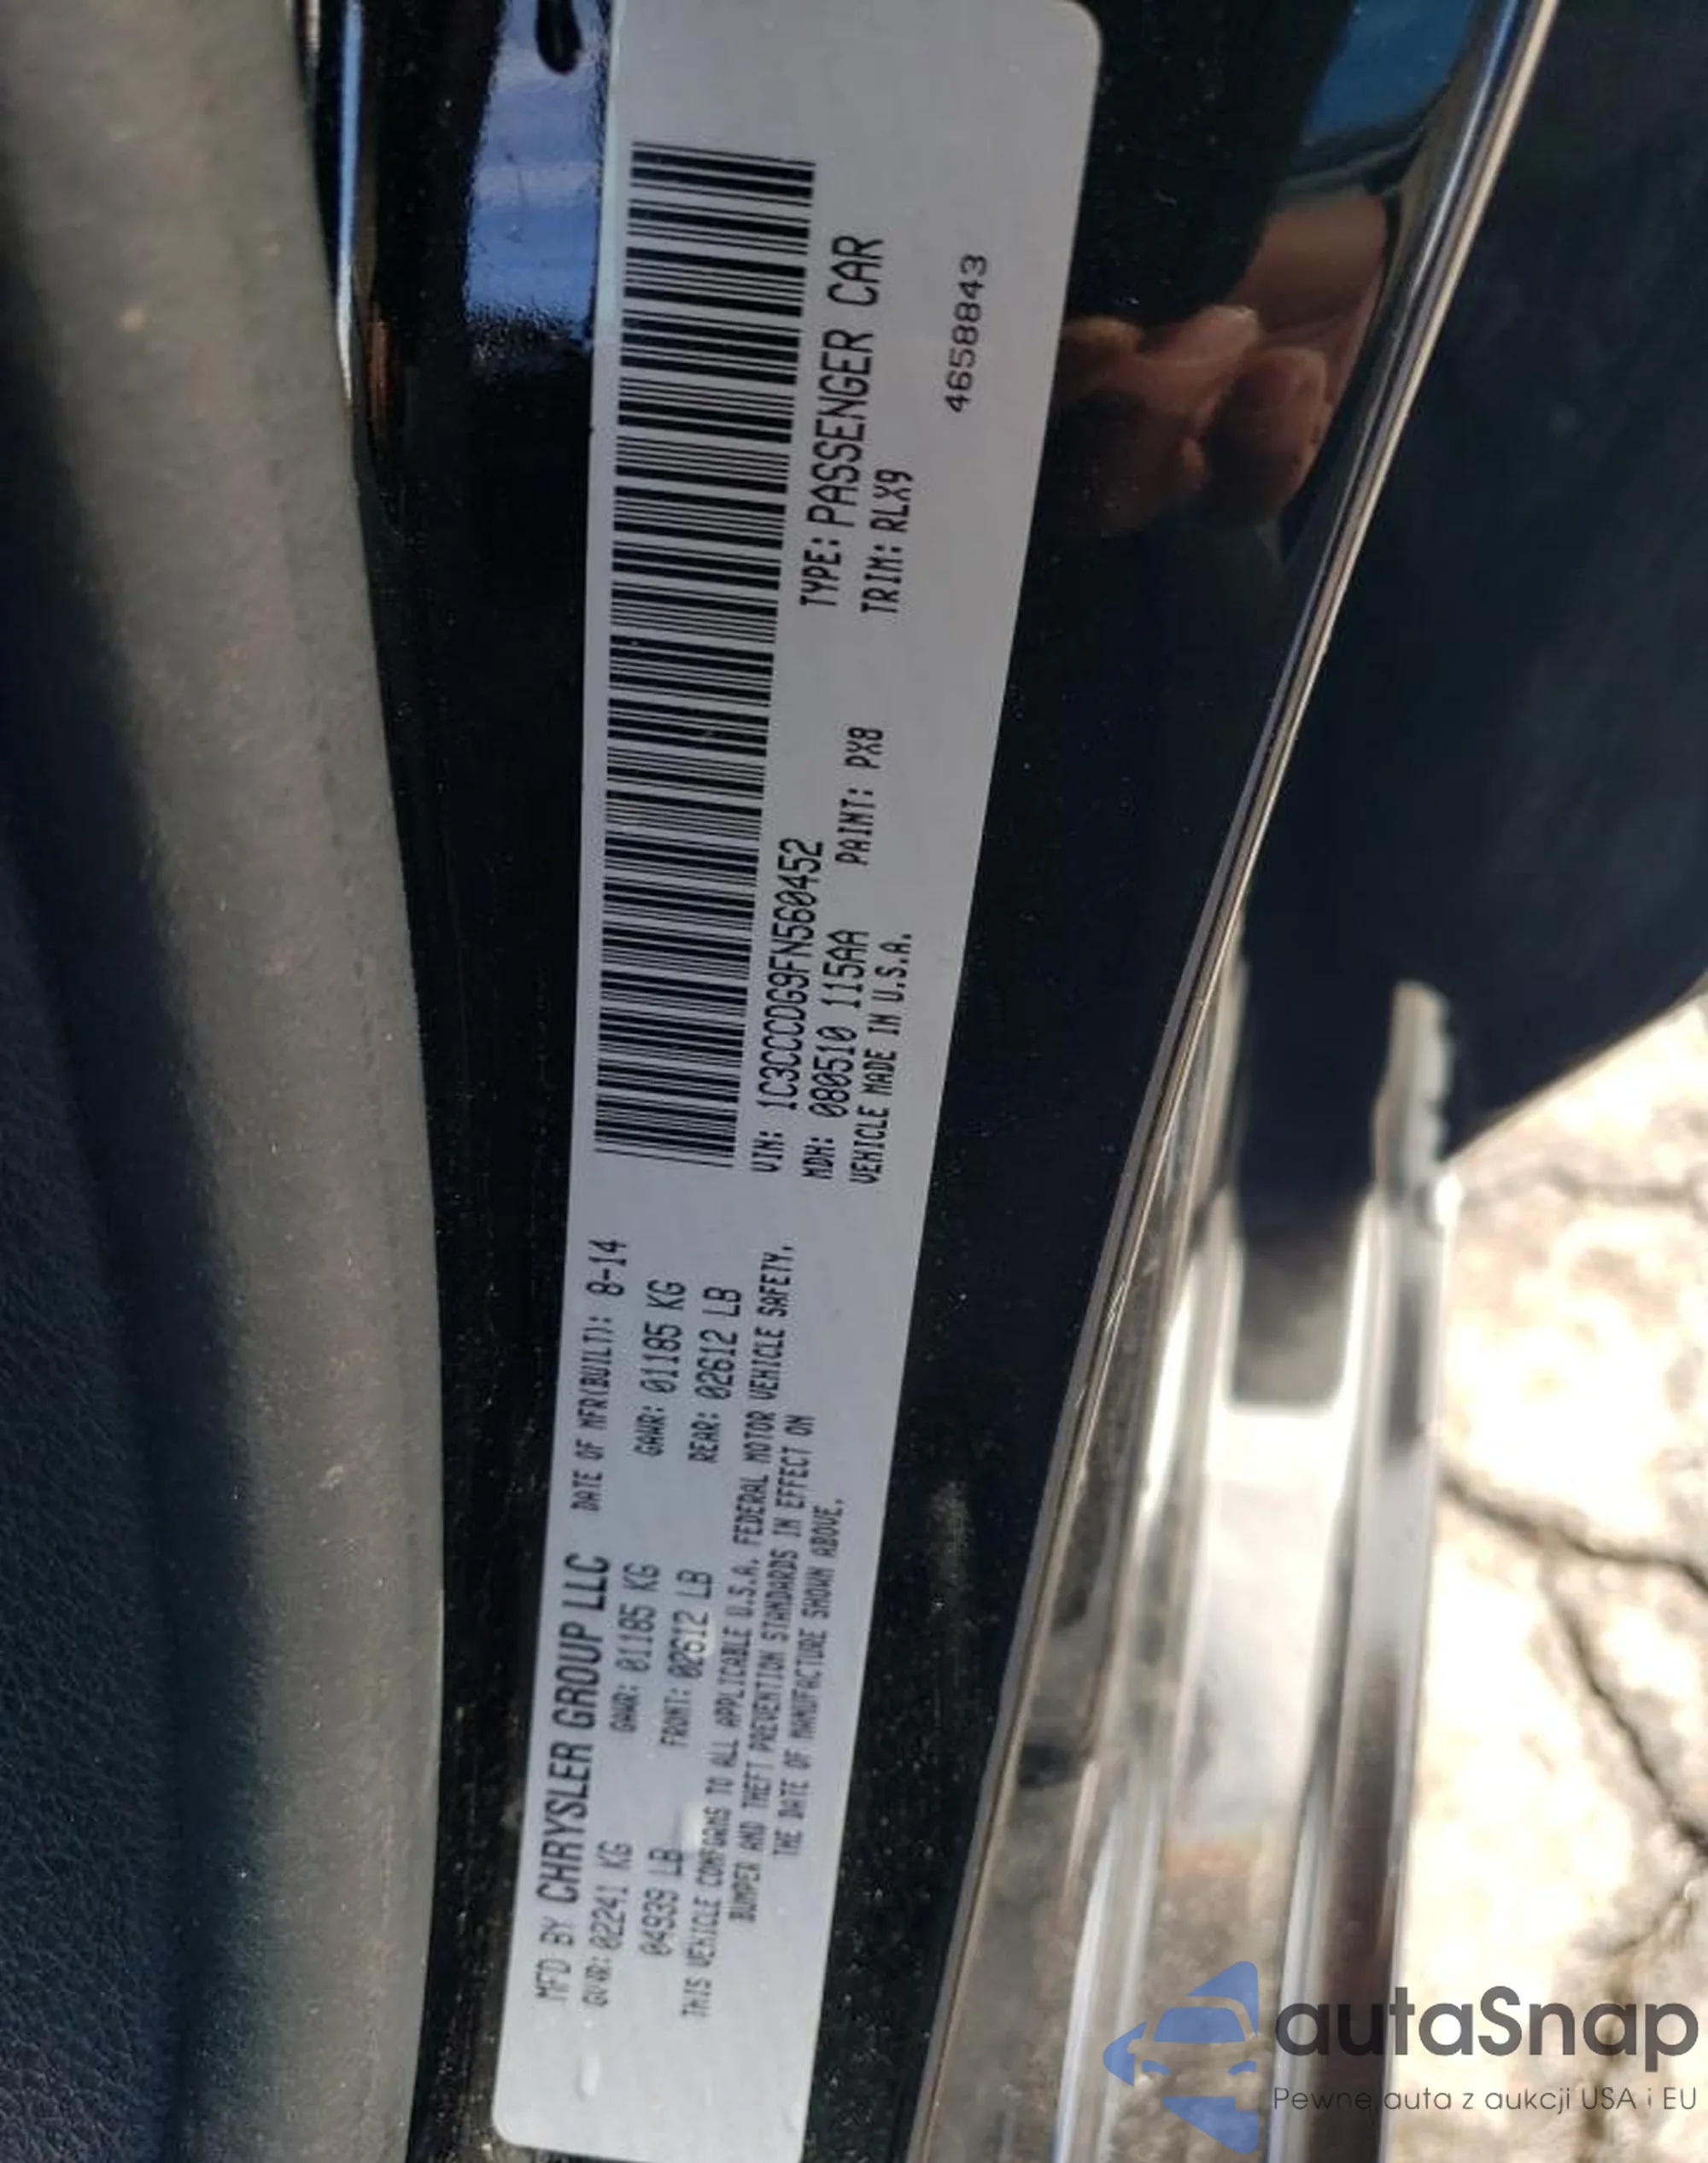 MFD BY CHRYSLER GROUP LLC DATE OF MFR(BUILT): 8-14
GVWR: 02241 KG GAWR: 01185 KG GAWR: 01185 KG
04939 LB FRONT: 02612 LB REAR: 02612 LB
THIS VEHICLE CONFORMS TO ALL APPLICABLE U.S.A. FEDERAL MOTOR VEHICLE SAFETY,
BUMPER AND THEFT PREVENTION STANDARDS IN EFFECT ON
THE DATE OF MANUFACTURE SHOWN ABOVE.
VIN: 1C3CCCDG9FN560452 TYPE: PASSENGER CAR
MDH: 080510 115AA PAINT: PX8 TRIM: RLX9
VEHICLE MADE IN U.S.A.
4658843
autaSnap
Pewne auta z aukcji USA i EU